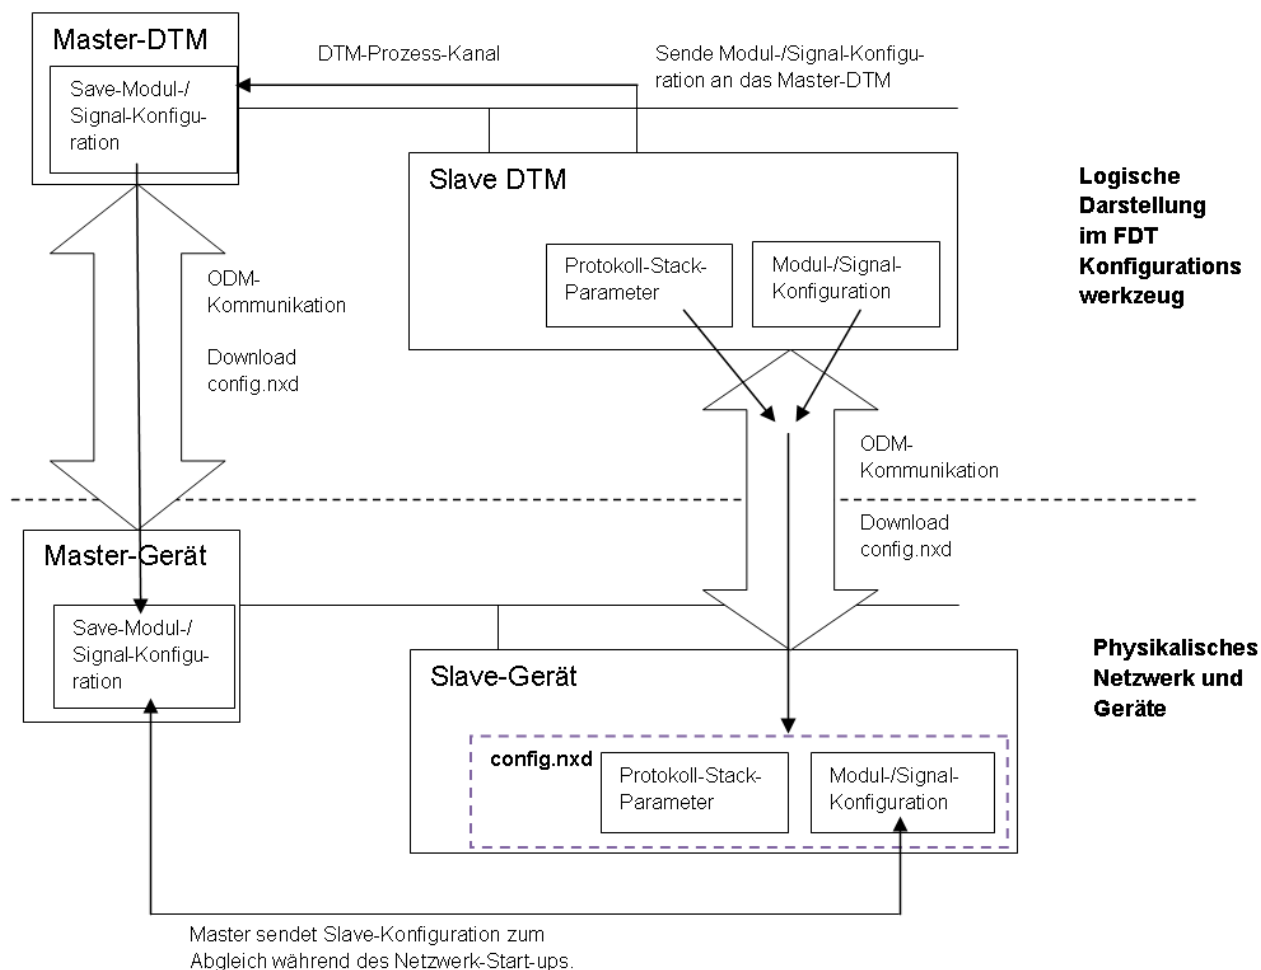 Master-DTM
Save-Modul-/
Signal-Konfigu-
ration
DTM-Prozess-Kanal
Sende Modul-/Signal-Konfigu-
ration an das Master-DTM
Slave DTM
Protokoll-Stack-
Parameter
Modul-/Signal-
Konfiguration
Logische
Darstellung
im FDT
Konfigurations
werkzeug
ODM-
Kommunikation
Download
config.nxd
ODM-
Kommunikation
Download
config.nxd
Master-Gerät
Save-Modul-/
Signal-Konfigu-
ration
Slave-Gerät
config.nxd
Protokoll-Stack-
Parameter
Modul-/Signal-
Konfiguration
Physikalisches
Netzwerk und
Geräte
Master sendet Slave-Konfiguration zum
Abgleich während des Netzwerk-Start-ups.